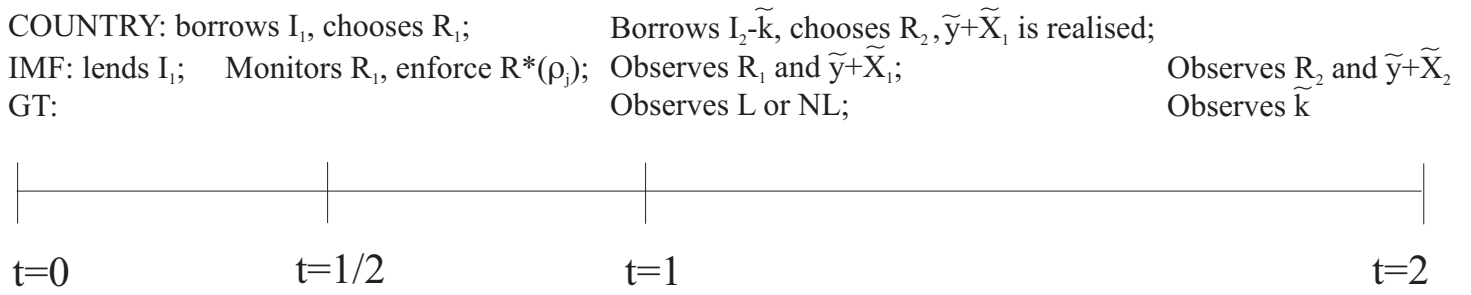 COUNTRY: borrows I₁, chooses R₁; Borrows I₂-k̃, chooses R₂,ỹ+X̃₁ is realised;
IMF: lends I₁; Monitors R₁, enforce R*(ρⱼ); Observes R₁ and ỹ+X̃₁; Observes R₂ and ỹ+X̃₂
GT: Observes L or NL; Observes k̃
t=0 t=1/2 t=1 t=2